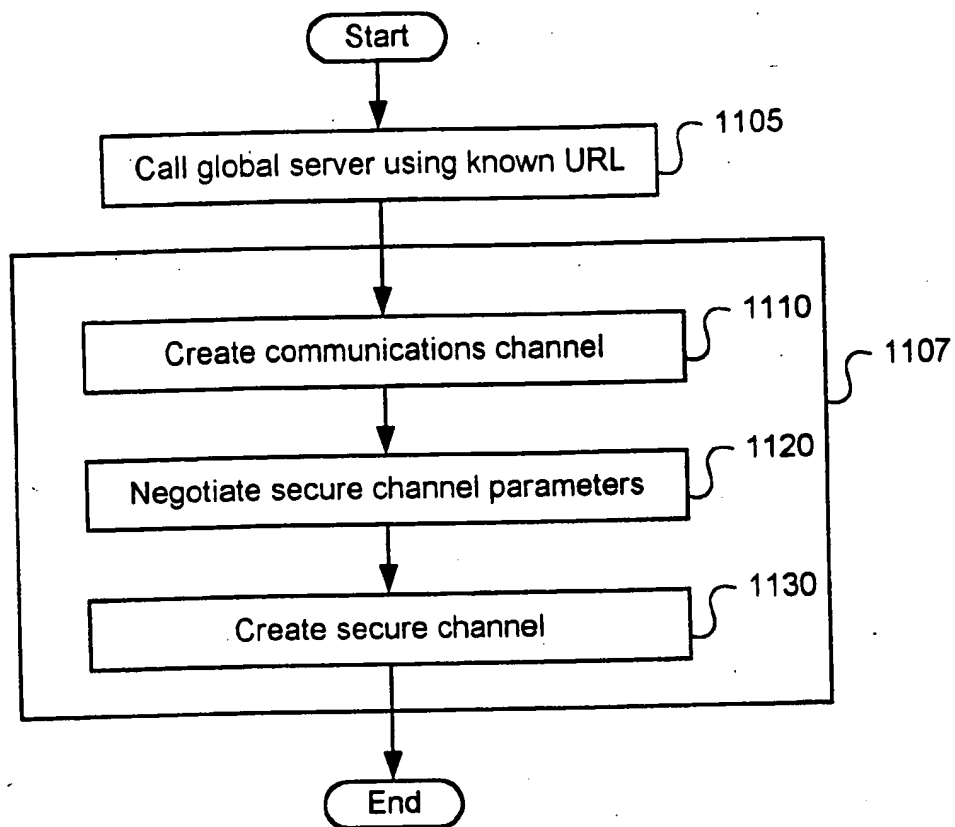 Start
Call global server using known URL
1105
Create communications channel
1110
1107
Negotiate secure channel parameters
1120
Create secure channel
1130
End